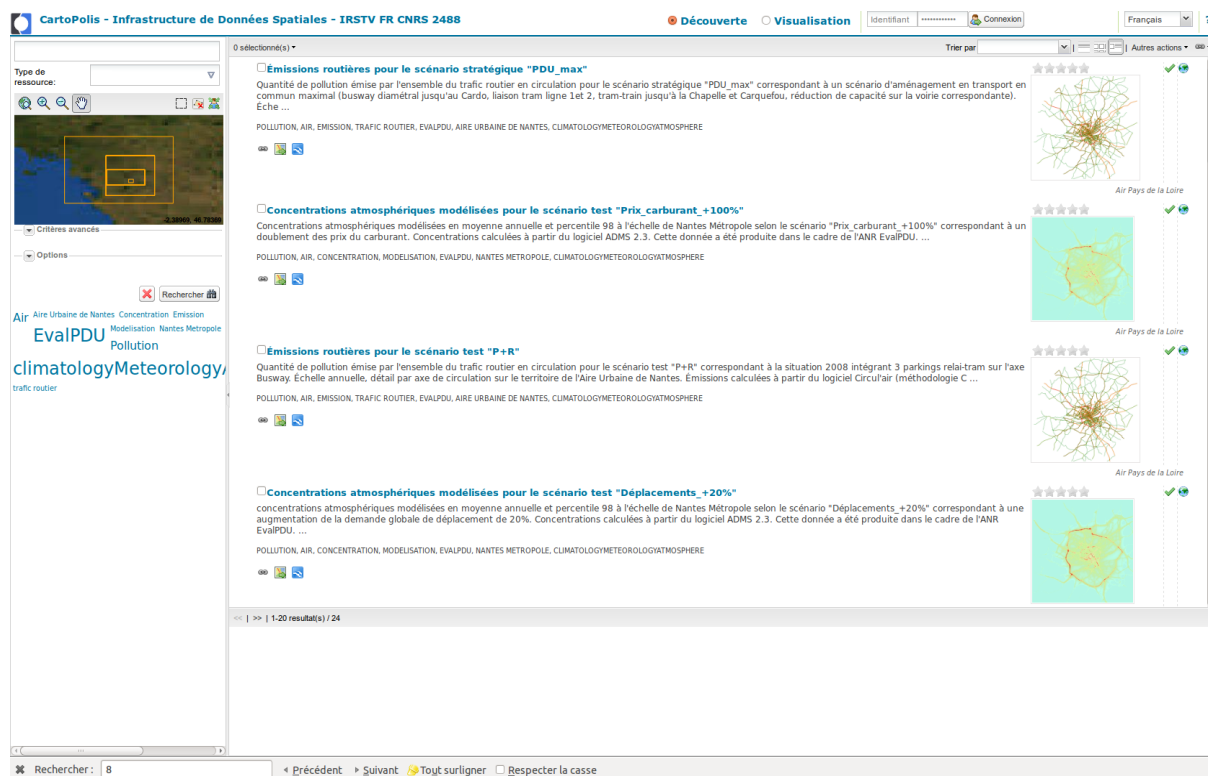 CartoPolis - Infrastructure de Données Spatiales - IRSTV FR CNRS 2488
Découverte Visualisation Identifiant Connexion Français ?
Type de ressource:
-2.38969, 46.78360
Critères avancés
Options
Rechercher
Air Aire Urbaine de Nantes Concentration Emission
EvalPDU Modelisation Nantes Metropole
Pollution
climatologyMeteorologyA
trafic routier
0 sélectionné(s) Trier par Autres actions
Émissions routières pour le scénario stratégique "PDU_max"
Quantité de pollution émise par l'ensemble du trafic routier en circulation pour le scénario stratégique "PDU_max" correspondant à un scénario d'aménagement en transport en
commun maximal (busway diamétral jusqu'au Cardo, liaison tram ligne 1et 2, tram-train jusqu'à la Chapelle et Carquefou, réduction de capacité sur la voirie correspondante).
Éche ...
POLLUTION, AIR, EMISSION, TRAFIC ROUTIER, EVALPDU, AIRE URBAINE DE NANTES, CLIMATOLOGYMETEOROLOGYATMOSPHERE
Air Pays de la Loire
Concentrations atmosphériques modélisées pour le scénario test "Prix_carburant_+100%"
Concentrations atmosphériques modélisées en moyenne annuelle et percentile 98 à l'échelle de Nantes Métropole selon le scénario "Prix_carburant_+100%" correspondant à un
doublement des prix du carburant. Concentrations calculées à partir du logiciel ADMS 2.3. Cette donnée a été produite dans le cadre de l'ANR EvalPDU. ...
POLLUTION, AIR, CONCENTRATION, MODELISATION, EVALPDU, NANTES METROPOLE, CLIMATOLOGYMETEOROLOGYATMOSPHERE
Air Pays de la Loire
Émissions routières pour le scénario test "P+R"
Quantité de pollution émise par l'ensemble du trafic routier en circulation pour le scénario test "P+R" correspondant à la situation 2008 intégrant 3 parkings relai-tram sur l'axe
Busway. Échelle annuelle, détail par axe de circulation sur le territoire de l'Aire Urbaine de Nantes. Emissions calculées à partir du logiciel Circul'air (méthodologie C ...
POLLUTION, AIR, EMISSION, TRAFIC ROUTIER, EVALPDU, AIRE URBAINE DE NANTES, CLIMATOLOGYMETEOROLOGYATMOSPHERE
Air Pays de la Loire
Concentrations atmosphériques modélisées pour le scénario test "Déplacements_+20%"
concentrations atmosphériques modélisées en moyenne annuelle et percentile 98 à l'échelle de Nantes Métropole selon le scénario "Déplacements_+20%" correspondant à une
augmentation de la demande globale de déplacement de 20%. Concentrations calculées à partir du logiciel ADMS 2.3. Cette donnée a été produite dans le cadre de l'ANR
EvalPDU. ...
POLLUTION, AIR, CONCENTRATION, MODELISATION, EVALPDU, NANTES METROPOLE, CLIMATOLOGYMETEOROLOGYATMOSPHERE
<< | >> | 1-20 resultat(s) / 24
Rechercher : 8 Précédent Suivant Tout surligner Respecter la casse